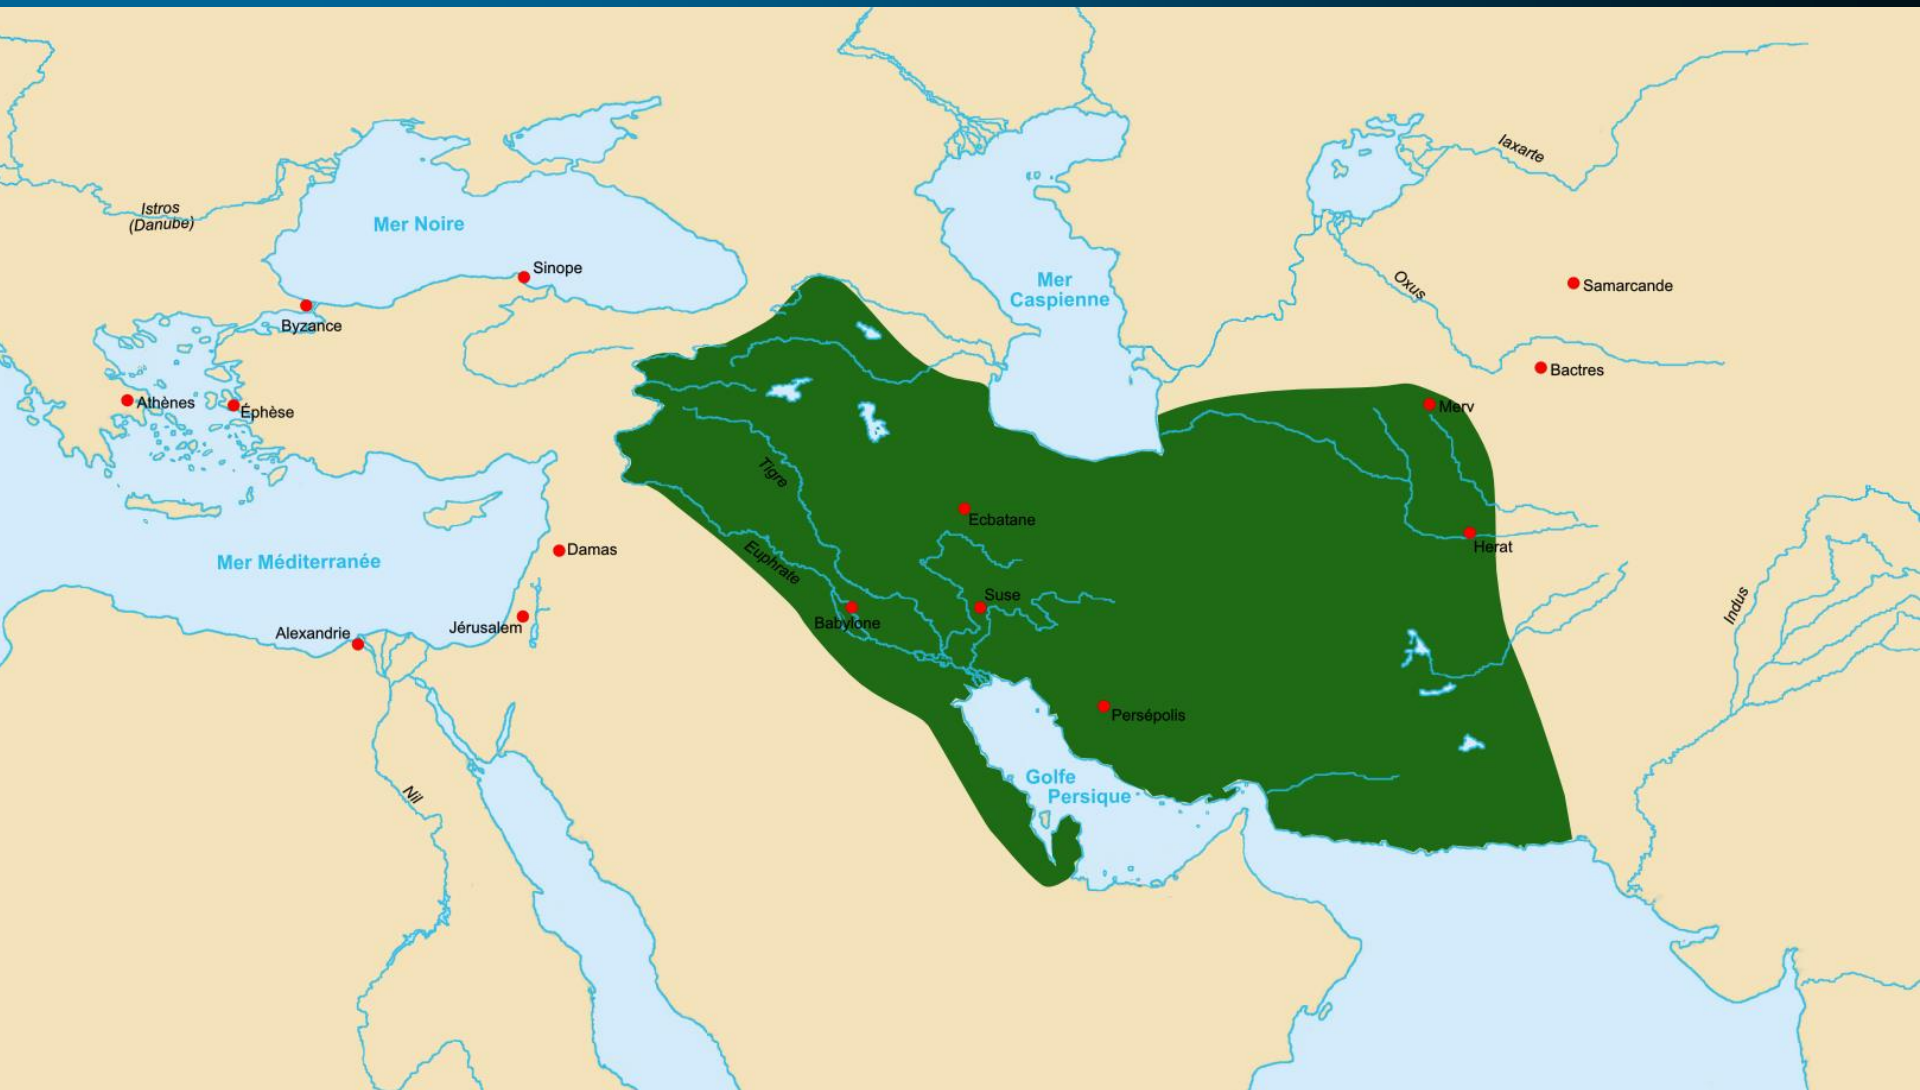 Iaxarte
Istros
(Danube)
Mer Noire
Sinope
Mer
Caspienne
Oxus
Samarcande
Byzance
Bactres
Athènes
Éphèse
Merv
Tigre
Ecbatane
Herat
Damas
Mer Méditerranée
Euphrate
Suse
Indus
Babylone
Jérusalem
Alexandrie
Persépolis
Golfe
Persique
Nil